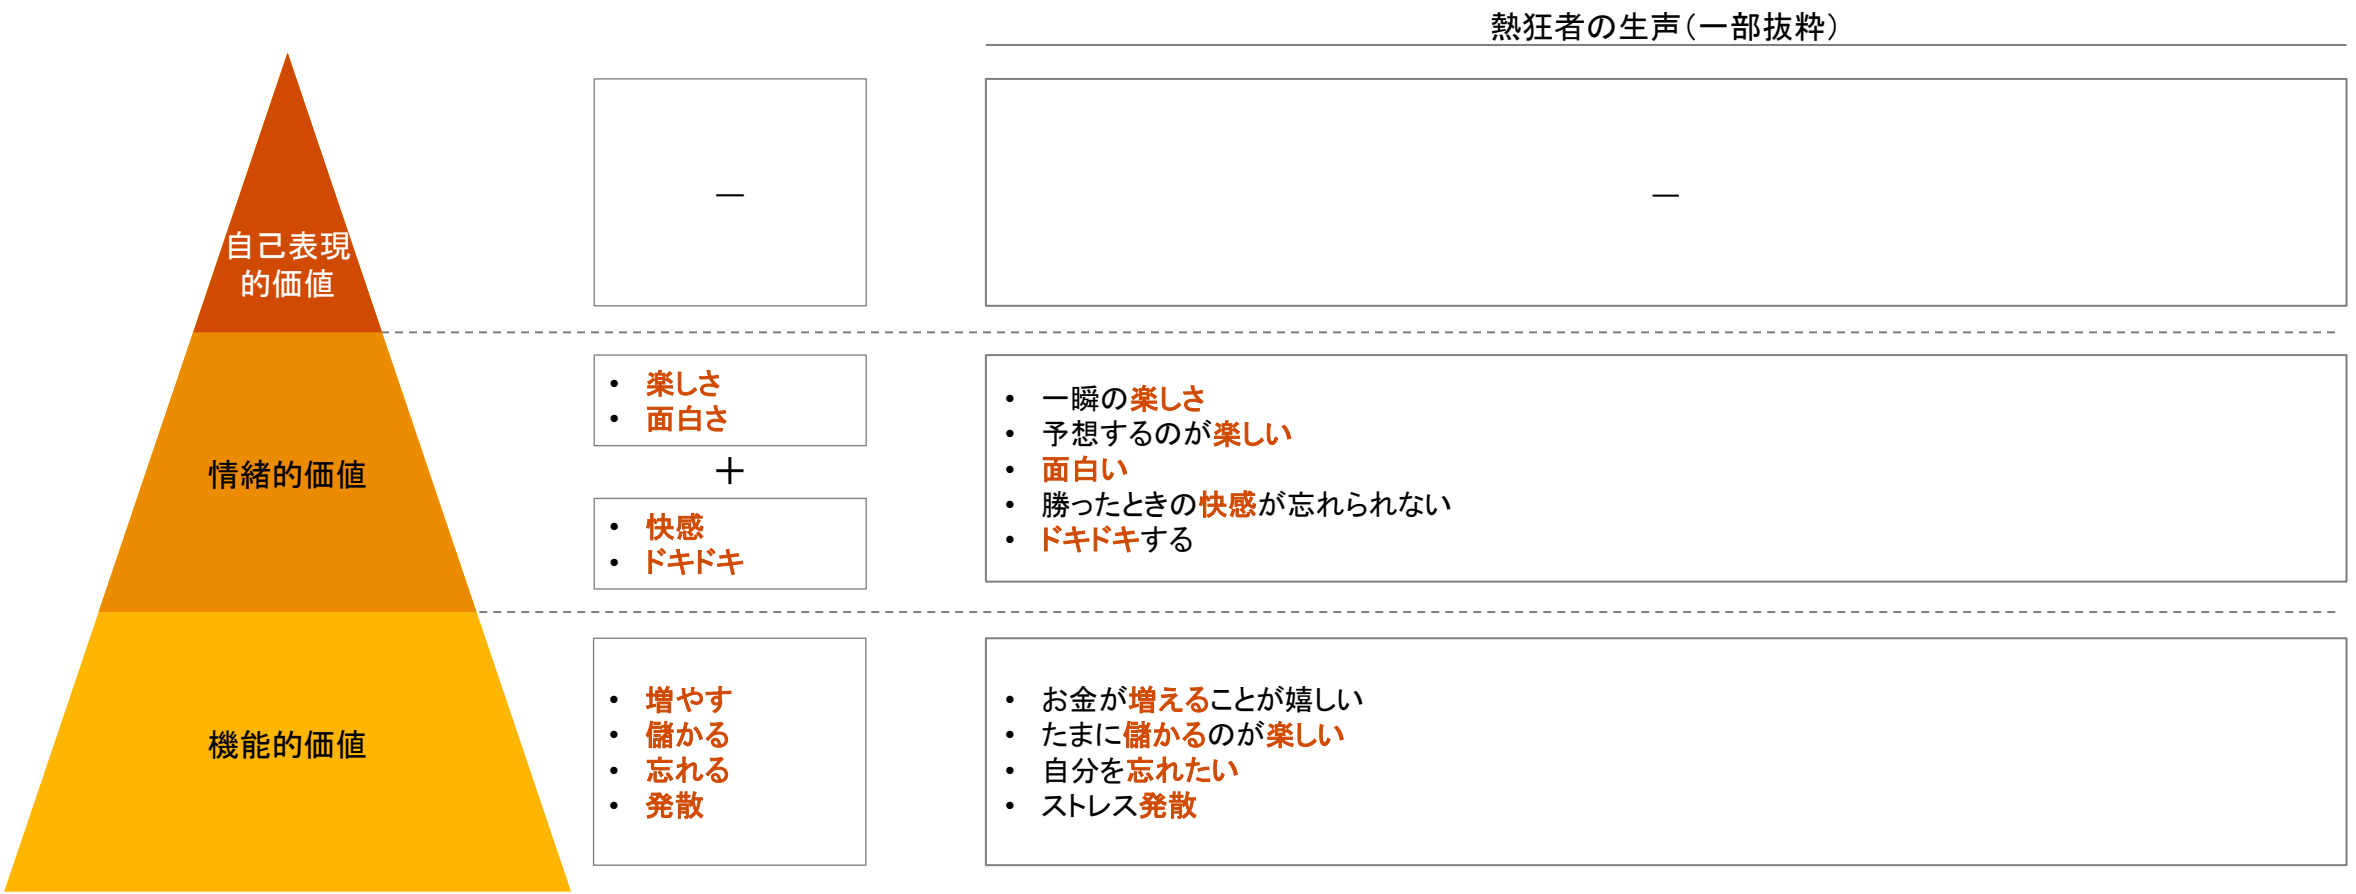 熱狂者の生声（一部抜粋）
自己表現
的価値
－
－
情緒的価値
• 楽しさ
• 面白さ
＋
• 快感
• ドキドキ
• 一瞬の楽しさ
• 予想するのが楽しい
• 面白い
• 勝ったときの快感が忘れられない
• ドキドキする
機能的価値
• 増やす
• 儲かる
• 忘れる
• 発散
• お金が増えることが嬉しい
• たまに儲かるのが楽しい
• 自分を忘れたい
• ストレス発散